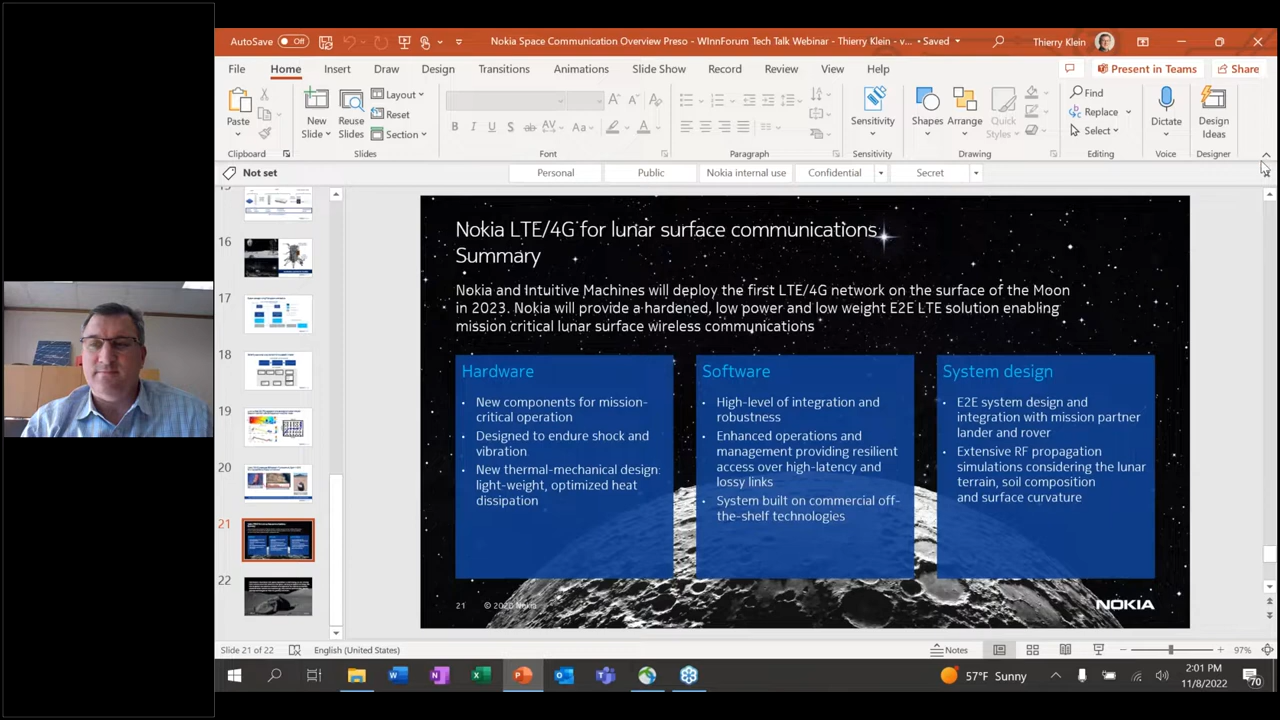 AutoSave Off Nokia Space Communication Overview Preso - WInnForum Tech Talk Webinar - Thierry Klein - v... • Saved Thierry Klein
File Home Insert Draw Design Transitions Animations Slide Show Record Review View Help Present in Teams Share
Paste
New
Slide
Reuse
Slides
Layout
Reset
Section
Sensitivity
Shapes
Arrange
Quick
Styles
Find
Replace
Select
Dictate
Design
Ideas
Clipboard Slides Font Paragraph Sensitivity Drawing Editing Voice Designer
Not set Personal Public Nokia internal use Confidential Secret
16
17
18
19
20
21
22
Nokia LTE/4G for lunar surface communications
Summary
Nokia and Intuitive Machines will deploy the first LTE/4G network on the surface of the Moon
in 2023. Nokia will provide a hardened, low power and low weight E2E LTE solution enabling
mission critical lunar surface wireless communications
Hardware
• New components for mission-
critical operation
• Designed to endure shock and
vibration
• New thermal-mechanical design:
light-weight, optimized heat
dissipation
Software
• High-level of integration and
robustness
• Enhanced operations and
management providing resilient
access over high-latency and
lossy links
• System built on commercial off-
the-shelf technologies
System design
• E2E system design and
integration with mission partner
lander and rover
• Extensive RF propagation
simulations considering the lunar
terrain, soil composition
and surface curvature
21 © 2020 Nokia NOKIA
Slide 21 of 22 English (United States) Notes 97%
57°F Sunny
2:01 PM
11/8/2022
70